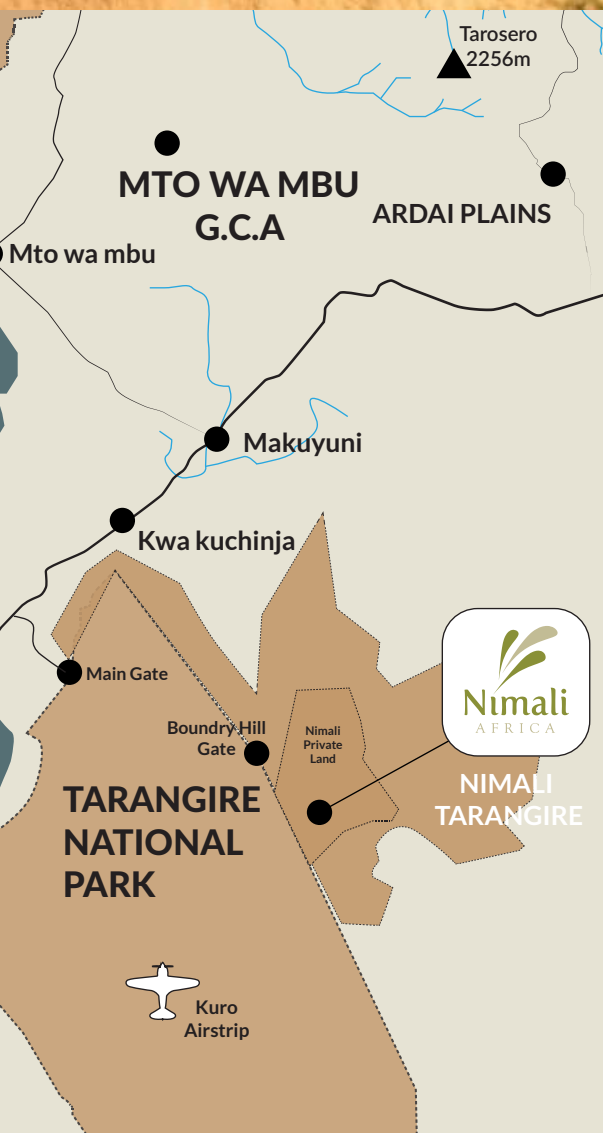 Tarosero
2256m
MTO WA MBU
G.C.A
ARDAI PLAINS
Mto wa mbu
Makuyuni
Kwa kuchinja
Main Gate
Boundry Hill
Gate
Nimali
Private
Land
Nimali
AFRICA
NIMALI
TARANGIRE
TARANGIRE
NATIONAL
PARK
Kuro
Airstrip